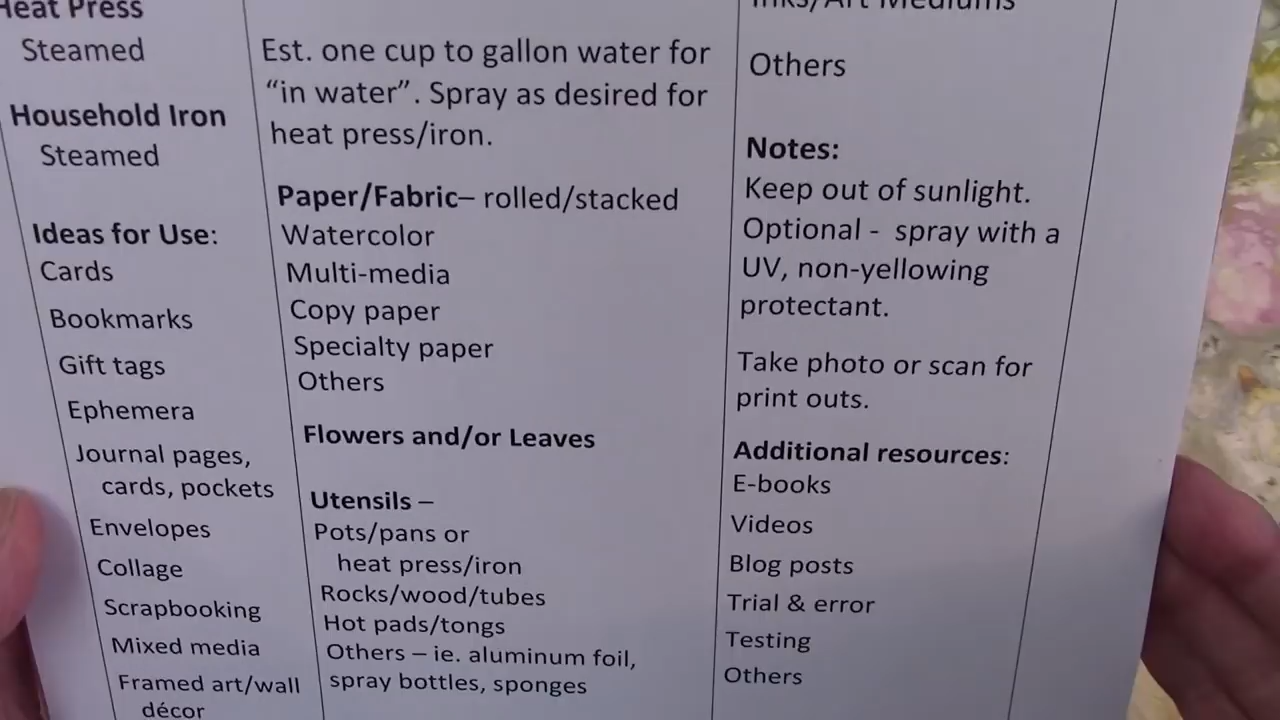 Heat Press
Steamed
Household Iron
Steamed
Ideas for Use:
Cards
Bookmarks
Gift tags
Ephemera
Journal pages,
cards, pockets
Envelopes
Collage
Scrapbooking
Mixed media
Framed art/wall
décor
Est. one cup to gallon water for
“in water”. Spray as desired for
heat press/iron.
Paper/Fabric– rolled/stacked
Watercolor
Multi-media
Copy paper
Specialty paper
Others
Flowers and/or Leaves
Utensils –
Pots/pans or
heat press/iron
Rocks/wood/tubes
Hot pads/tongs
Others – ie. aluminum foil,
spray bottles, sponges
Inks/Art Mediums
Others
Notes:
Keep out of sunlight.
Optional - spray with a
UV, non-yellowing
protectant.
Take photo or scan for
print outs.
Additional resources:
E-books
Videos
Blog posts
Trial & error
Testing
Others